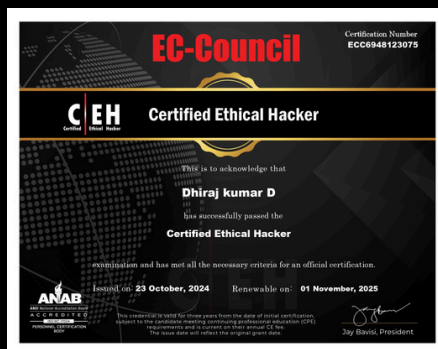 EC-Council
Certification Number
ECC6948123075
C EH
Certified Ethical Hacker
Certified Ethical Hacker
This is to acknowledge that
Dhiraj kumar D
has successfully passed the
Certified Ethical Hacker
examination and has met all the necessary criteria for an official certification.
Issued on: 23 October, 2024 Renewable on: 01 November, 2025
ANAB
ANSI National Accreditation Board
ACCREDITED
PERSONNEL CERTIFICATION
BODY
This credential is valid for three years from the date of initial certification,
subject to the candidate meeting continuing professional education (CPE)
requirements and is current on their annual CE fee.
The issue date will reflect the original grant date.
Jay Bavisi, President